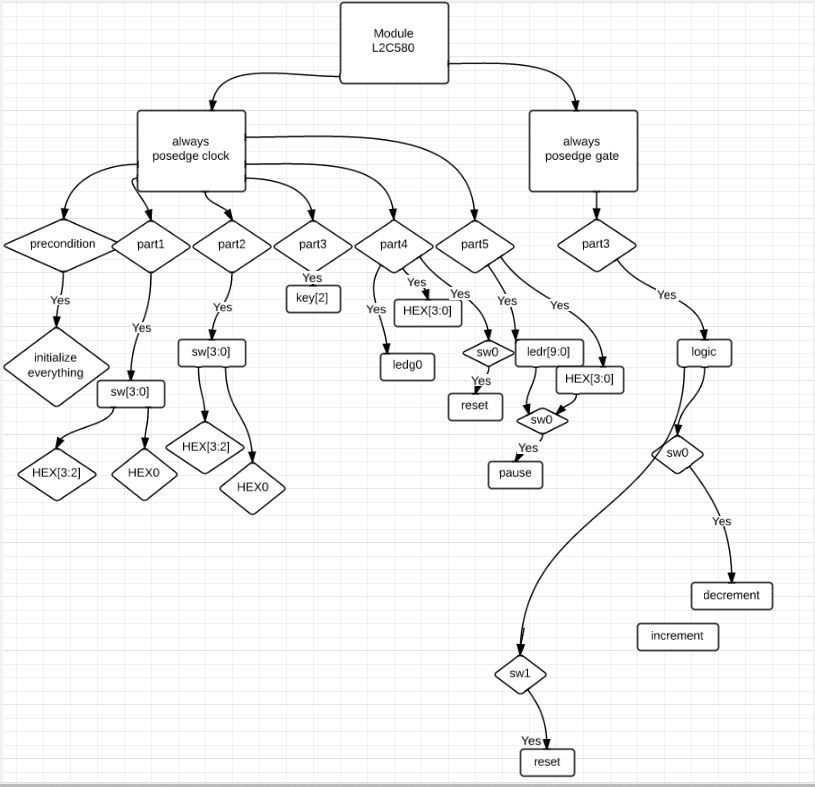 Module
L2C580
always
posedge clock
always
posedge gate
precondition
part1
part2
part3
part4
part5
part3
Yes
key[2]
Yes
HEX[3:0]
Yes
Yes
Yes
Yes
Yes
Yes
Yes
Yes
initialize
everything
sw[3:0]
ledg0
sw0
ledr[9:0]
HEX[3:0]
logic
Yes
reset
sw[3:0]
sw0
Yes
pause
HEX[3:2]
HEX0
HEX[3:2]
HEX0
sw0
Yes
decrement
increment
sw1
Yes
reset